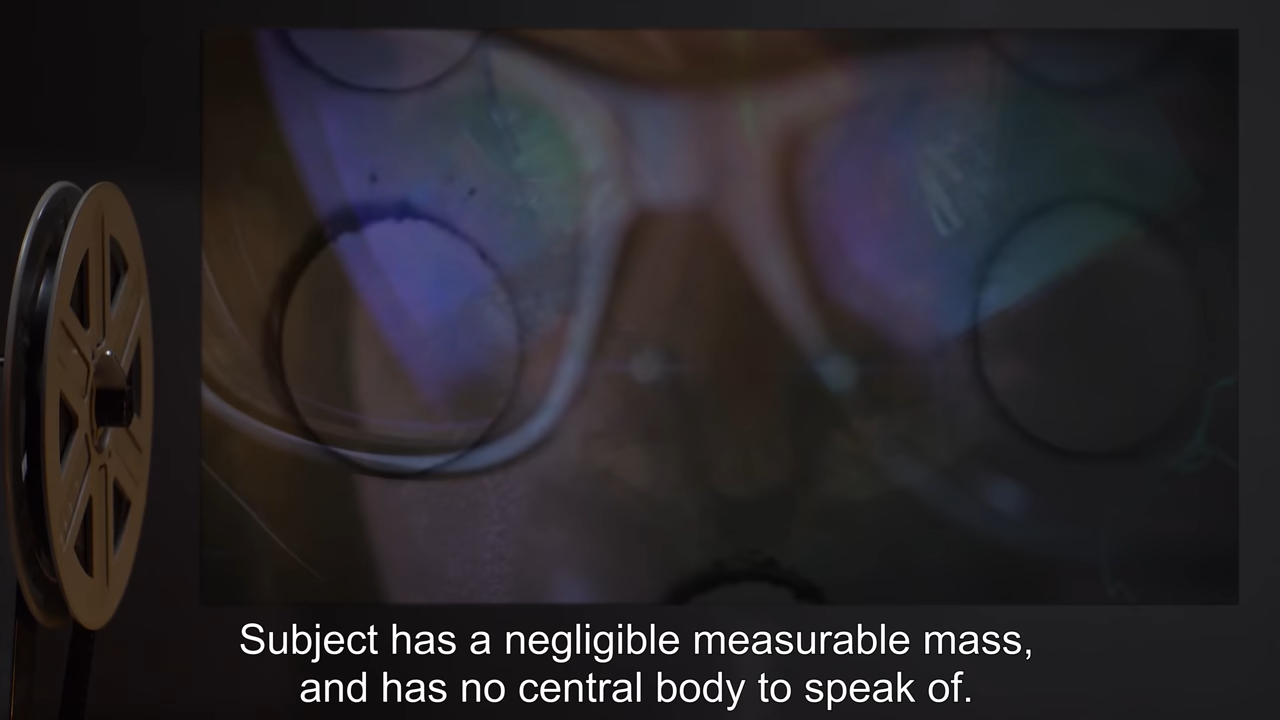 Subject has a negligible measurable mass,
and has no central body to speak of.